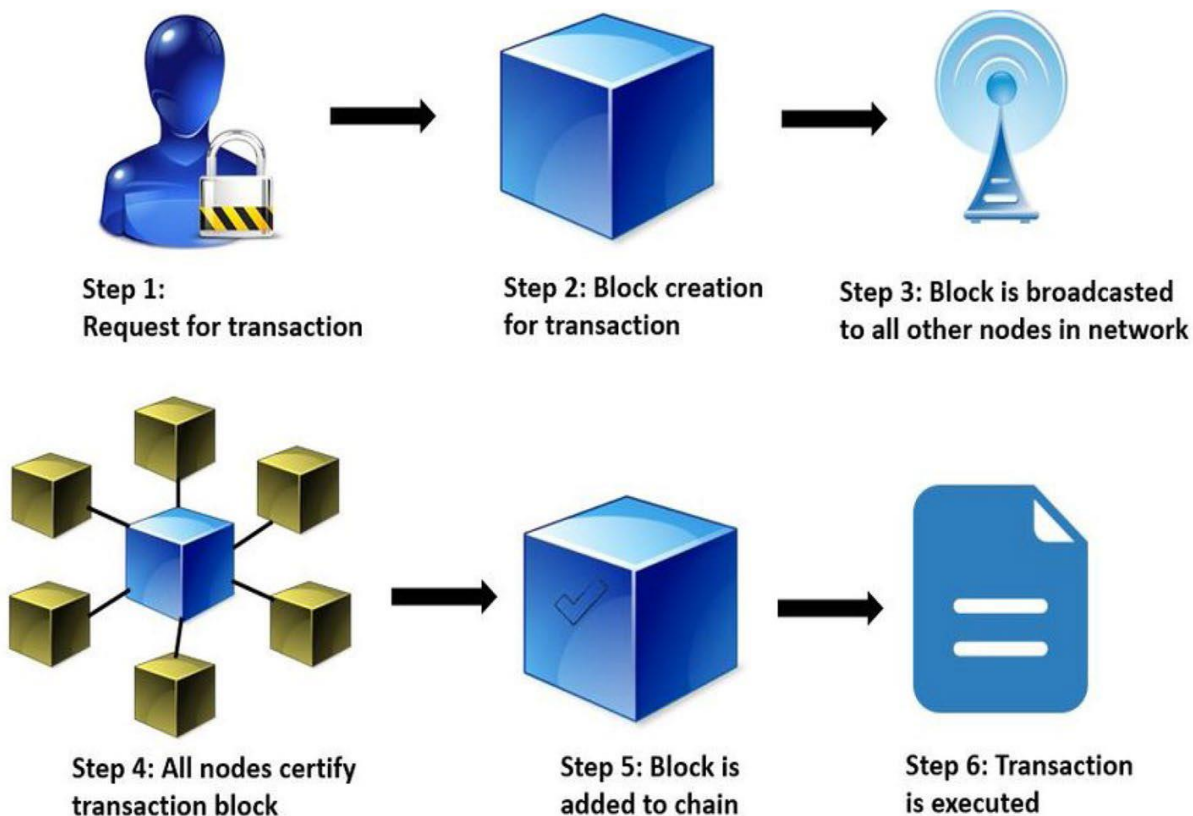 Step 1:
Request for transaction
Step 2: Block creation
for transaction
Step 3: Block is broadcasted
to all other nodes in network
Step 4: All nodes certify
transaction block
Step 5: Block is
added to chain
Step 6: Transaction
is executed